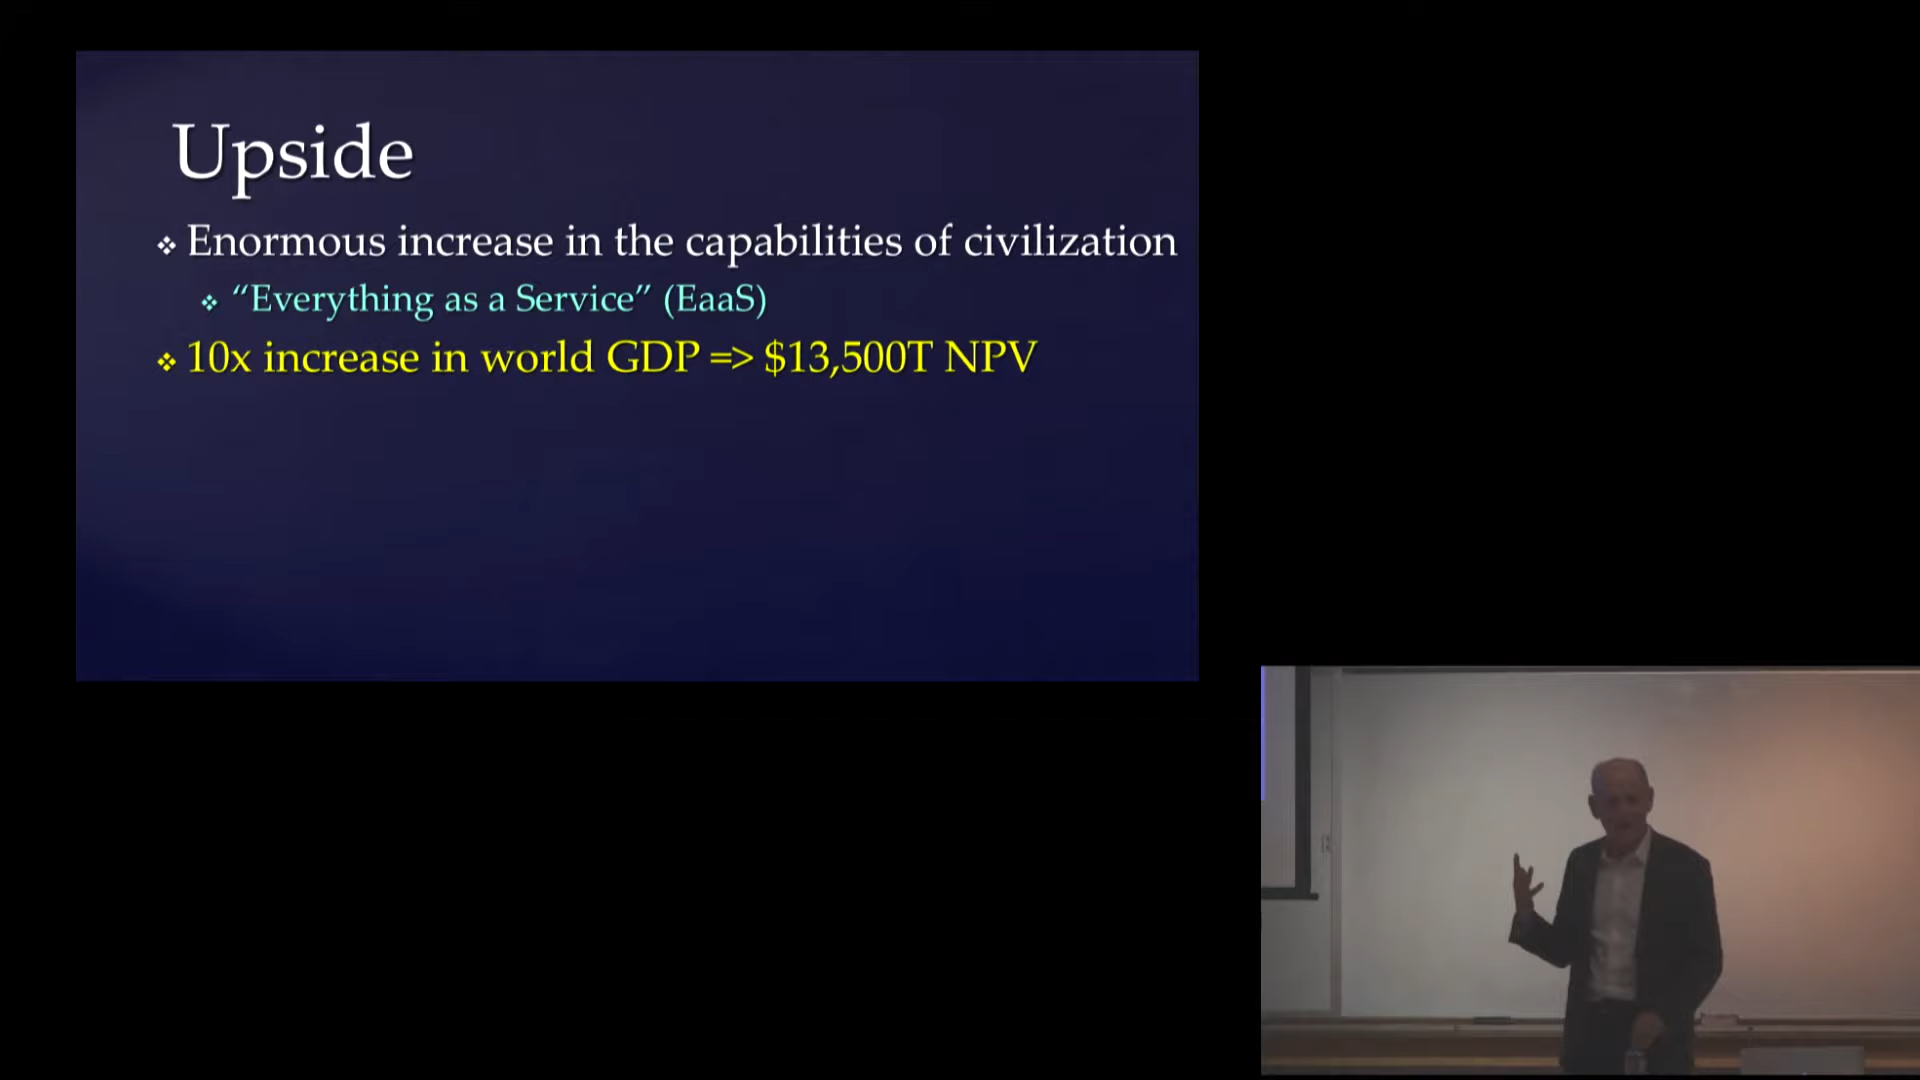 Upside
❖ Enormous increase in the capabilities of civilization
❖ “Everything as a Service” (EaaS)
❖ 10x increase in world GDP => $13,500T NPV